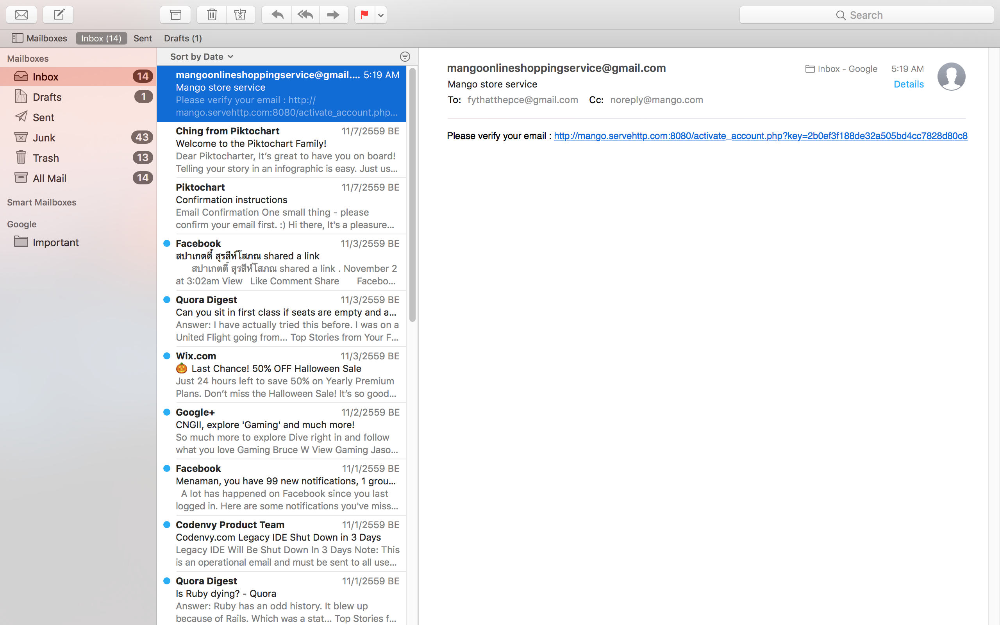 Search
Mailboxes
Inbox (14)
Sent
Drafts (1)
Mailboxes
Inbox 14
Drafts 1
Sent
Junk 43
Trash 13
All Mail 14
Smart Mailboxes
Google
Important
Sort by Date
mangoonlineshoppingservice@gmail.... 5:19 AM
Mango store service
Please verify your email : http://
mango.servehttp.com:8080/activate_account.php...
Ching from Piktochart 11/7/2559 BE
Welcome to the Piktochart Family!
Dear Piktocharter, It’s great to have you on board!
Telling your story in an infographic is easy. Just us...
Piktochart 11/7/2559 BE
Confirmation instructions
Email Confirmation One small thing - please
confirm your email first. :) Hi there, It's a pleasure...
Facebook 11/3/2559 BE
สปาเกตตี้ สุรสีห์โสภณ shared a link
สปาเกตตี้ สุรสีห์โสภณ shared a link . November 2
at 3:02am View Like Comment Share Facebo...
Quora Digest 11/3/2559 BE
Can you sit in first class if seats are empty and a...
Answer: I have actually tried this before. I was on a
United Flight going from... Top Stories from Your F...
Wix.com 11/3/2559 BE
🎃 Last Chance! 50% OFF Halloween Sale
Just 24 hours left to save 50% on Yearly Premium
Plans. Don’t miss the Halloween Sale! It’s so good...
Google+ 11/2/2559 BE
CNGII, explore 'Gaming' and much more!
So much more to explore Dive right in and follow
what you love Gaming Bruce W View Gaming Jaso...
Facebook 11/1/2559 BE
Menaman, you have 99 new notifications, 1 grou...
A lot has happened on Facebook since you last
logged in. Here are some notifications you've miss...
Codenvy Product Team 11/1/2559 BE
Codenvy.com Legacy IDE Shut Down in 3 Days
Legacy IDE Will Be Shut Down In 3 Days Note: This
is an operational email and must be sent to all use...
Quora Digest 11/1/2559 BE
Is Ruby dying? - Quora
Answer: Ruby has an odd history. It blew up
because of Rails. Which was a stat... Top Stories f...
mangoonlineshoppingservice@gmail.com
Inbox - Google 5:19 AM
Mango store service
Details
To: fythatthepce@gmail.com Cc: noreply@mango.com
Please verify your email : http://mango.servehttp.com:8080/activate_account.php?key=2b0ef3f188de32a505bd4cc7828d80c8